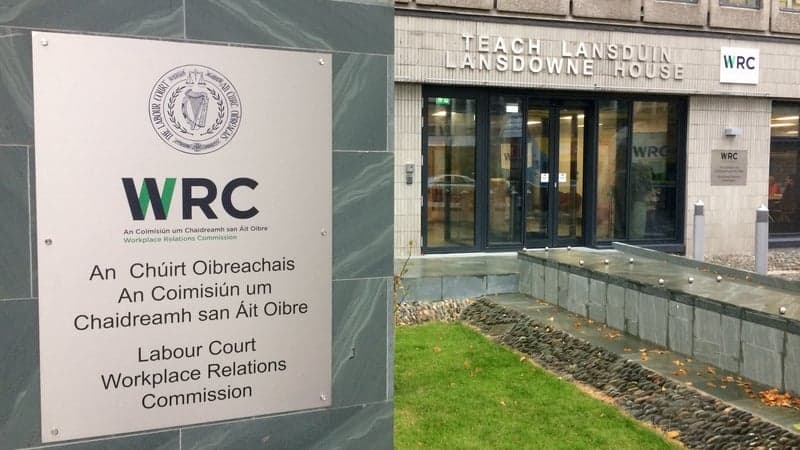 THE LABOUR COURT
AN CHÚIRT OIBREACHAIS
WRC
An Coimisiún um Chaidreamh san Áit Oibre
Workplace Relations Commission
An Chúirt Oibreachais
An Coimisiún um
Chaidreamh san Áit Oibre
Labour Court
Workplace Relations
Commission
TEACH LANSDUIN
LANSDOWNE HOUSE
WRC
WRC
WRC